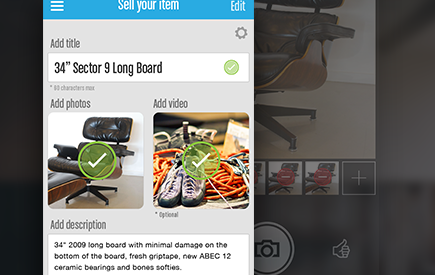 Sell your item
Edit
Add title
34” Sector 9 Long Board
* 60 characters max
Add photos
Add video
* Optional
Add description
34" 2009 long board with minimal damage on the
bottom of the board, fresh griptape, new ABEC 12
ceramic bearings and bones softies.